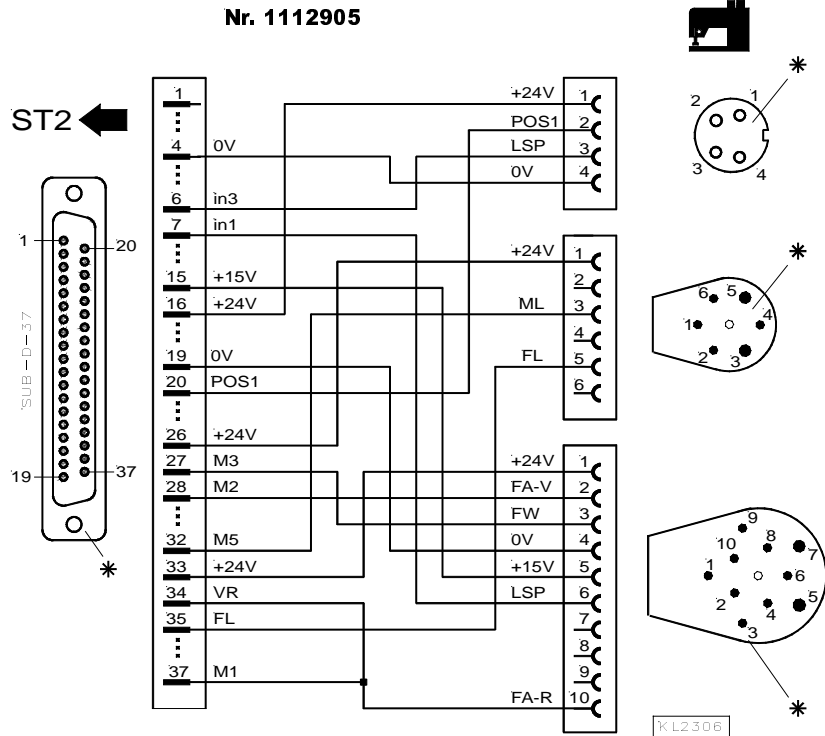 Nr. 1112905
ST2
SUB-D-37
1
20
19
37
1
4 0V
6 in3
7 in1
15 +15V
16 +24V
19 0V
20 POS1
26 +24V
27 M3
28 M2
32 M5
33 +24V
34 VR
35 FL
37 M1
+24V 1
POS1 2
LSP 3
0V 4
+24V 1
2
ML 3
4
FL 5
6
+24V 1
FA-V 2
FW 3
0V 4
+15V 5
LSP 6
7
8
9
FA-R 10
*
2 1
3 4
*
6 5
1 4
2 3
9
10 8 7
1 6
2 4 5
3
*
*
KL2306